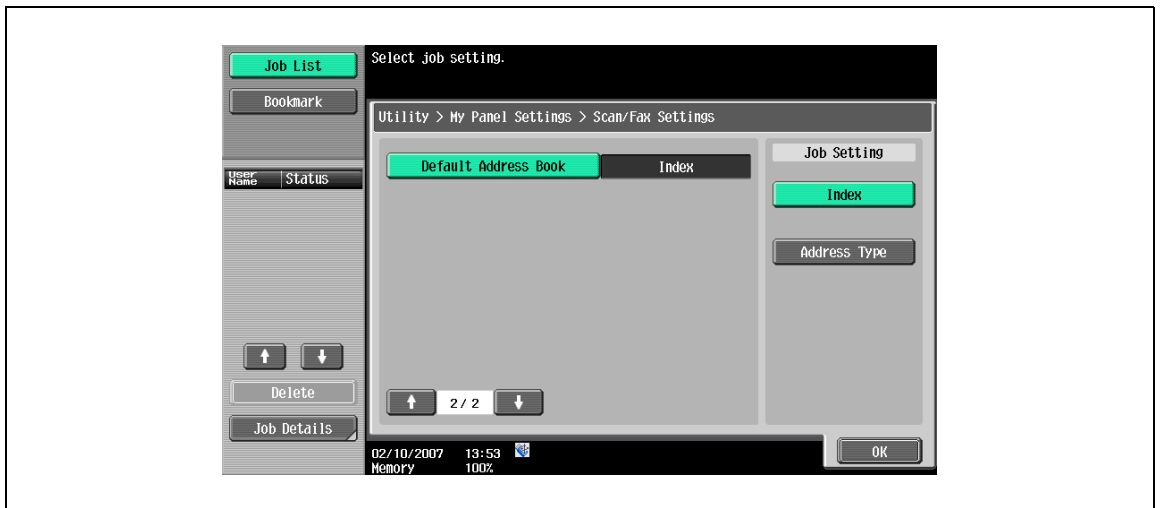 Job List
Select job setting.
Bookmark
Utility > My Panel Settings > Scan/Fax Settings
Job Setting
Default Address Book Index
User Name Status
Index
Address Type
Delete
2/ 2
Job Details
02/10/2007 13:53
Memory 100%
OK